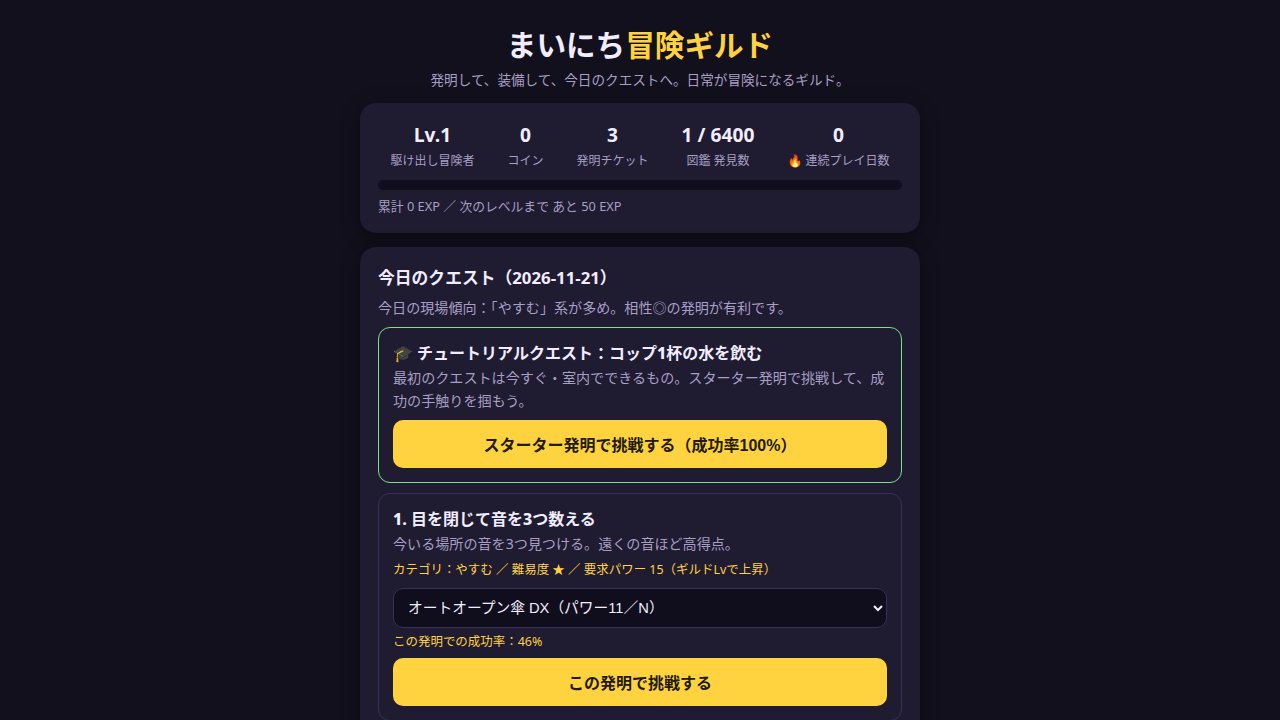 まいにち冒険ギルド
発明して、装備して、今日のクエストへ。日常が冒険になるギルド。
Lv.1
駆け出し冒険者
0
コイン
3
発明チケット
1 / 6400
図鑑 発見数
0
🔥 連続プレイ日数
累計 0 EXP ／ 次のレベルまで あと 50 EXP
今日のクエスト（2026-11-21）
今日の現場傾向：「やすむ」系が多め。相性◎の発明が有利です。
🎓 チュートリアルクエスト：コップ1杯の水を飲む
最初のクエストは今すぐ・室内でできるもの。スターター発明で挑戦して、成
功の手触りを掴もう。
スターター発明で挑戦する（成功率100%）
1. 目を閉じて音を3つ数える
今いる場所の音を3つ見つける。遠くの音ほど高得点。
カテゴリ：やすむ ／ 難易度 ★ ／ 要求パワー 15（ギルドLvで上昇）
オートオープン傘 DX（パワー11／N）
この発明での成功率：46%
この発明で挑戦する